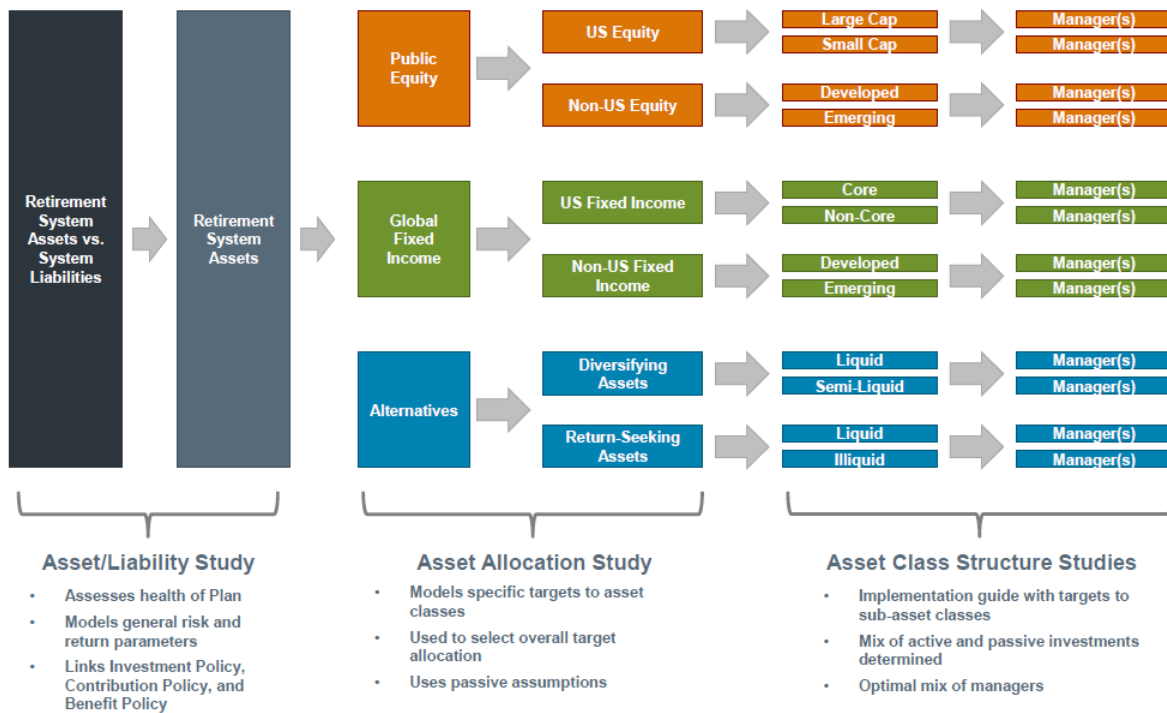 Retirement
System
Assets vs.
System
Liabilities
Retirement
System
Assets
Public
Equity
US Equity
Large Cap
Small Cap
Manager(s)
Manager(s)
Non-US Equity
Developed
Emerging
Manager(s)
Manager(s)
Global
Fixed
Income
US Fixed Income
Core
Non-Core
Manager(s)
Manager(s)
Non-US Fixed
Income
Developed
Emerging
Manager(s)
Manager(s)
Alternatives
Diversifying
Assets
Liquid
Semi-Liquid
Manager(s)
Manager(s)
Return-Seeking
Assets
Liquid
Illiquid
Manager(s)
Manager(s)
Asset/Liability Study
• Assesses health of Plan
• Models general risk and
return parameters
• Links Investment Policy,
Contribution Policy, and
Benefit Policy
Asset Allocation Study
• Models specific targets to asset
classes
• Used to select overall target
allocation
• Uses passive assumptions
Asset Class Structure Studies
• Implementation guide with targets to
sub-asset classes
• Mix of active and passive investments
determined
• Optimal mix of managers